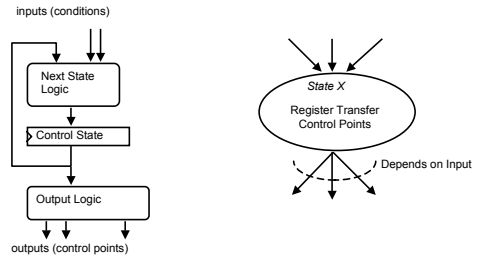 inputs (conditions)
Next State
Logic
Control State
Output Logic
outputs (control points)
State X
Register Transfer
Control Points
Depends on Input